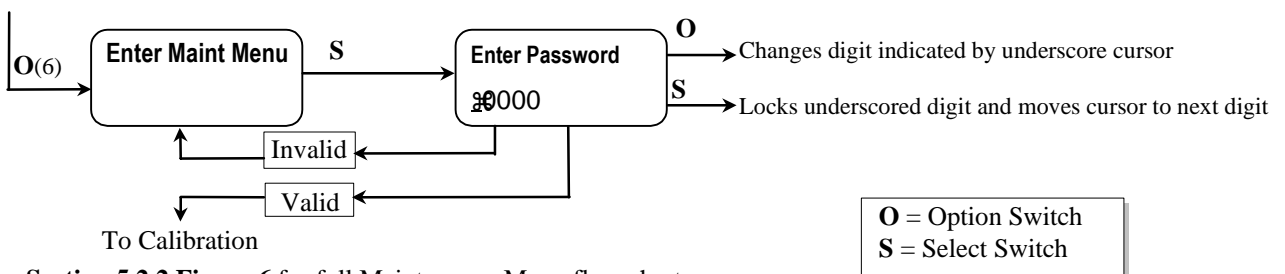 O(6)
Enter Maint Menu
S
Enter Password
⌘0000
O
Changes digit indicated by underscore cursor
S
Locks underscored digit and moves cursor to next digit
Invalid
Valid
To Calibration
O = Option Switch
S = Select Switch
Section 5.2.2 Figure 6 for full Maintenance Menu flow chart